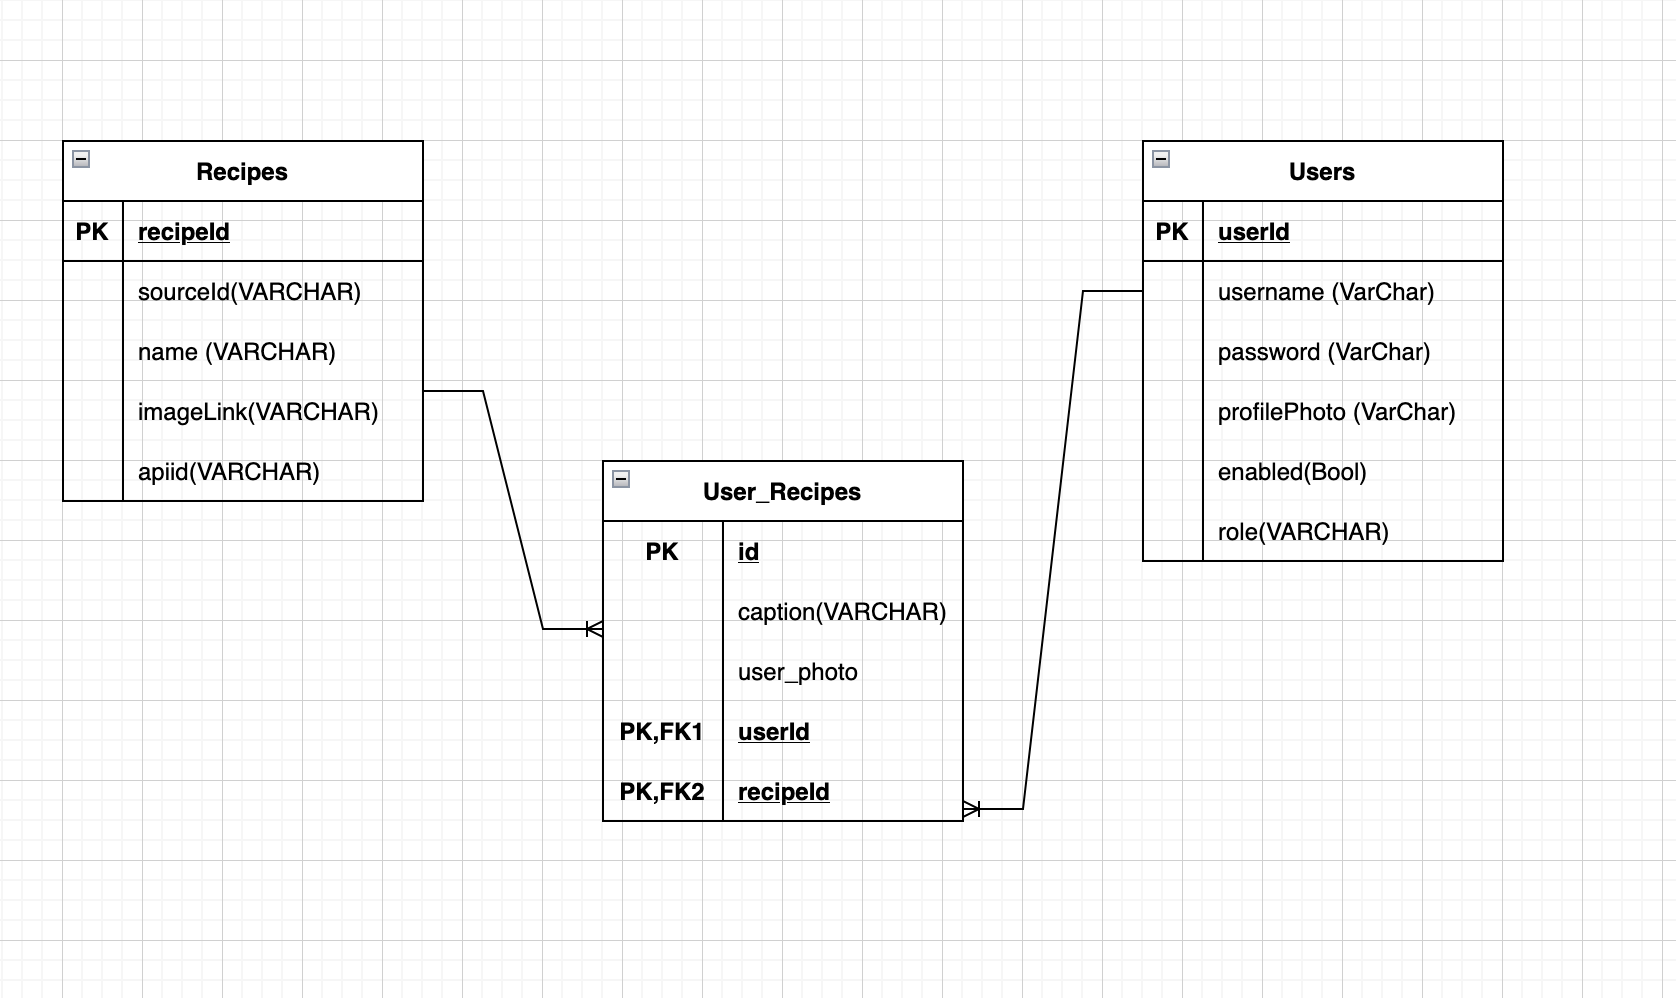 Recipes
PK recipeId
sourceId(VARCHAR)
name (VARCHAR)
imageLink(VARCHAR)
apiid(VARCHAR)
User_Recipes
PK id
caption(VARCHAR)
user_photo
PK,FK1 userId
PK,FK2 recipeId
Users
PK userId
username (VarChar)
password (VarChar)
profilePhoto (VarChar)
enabled(Bool)
role(VARCHAR)